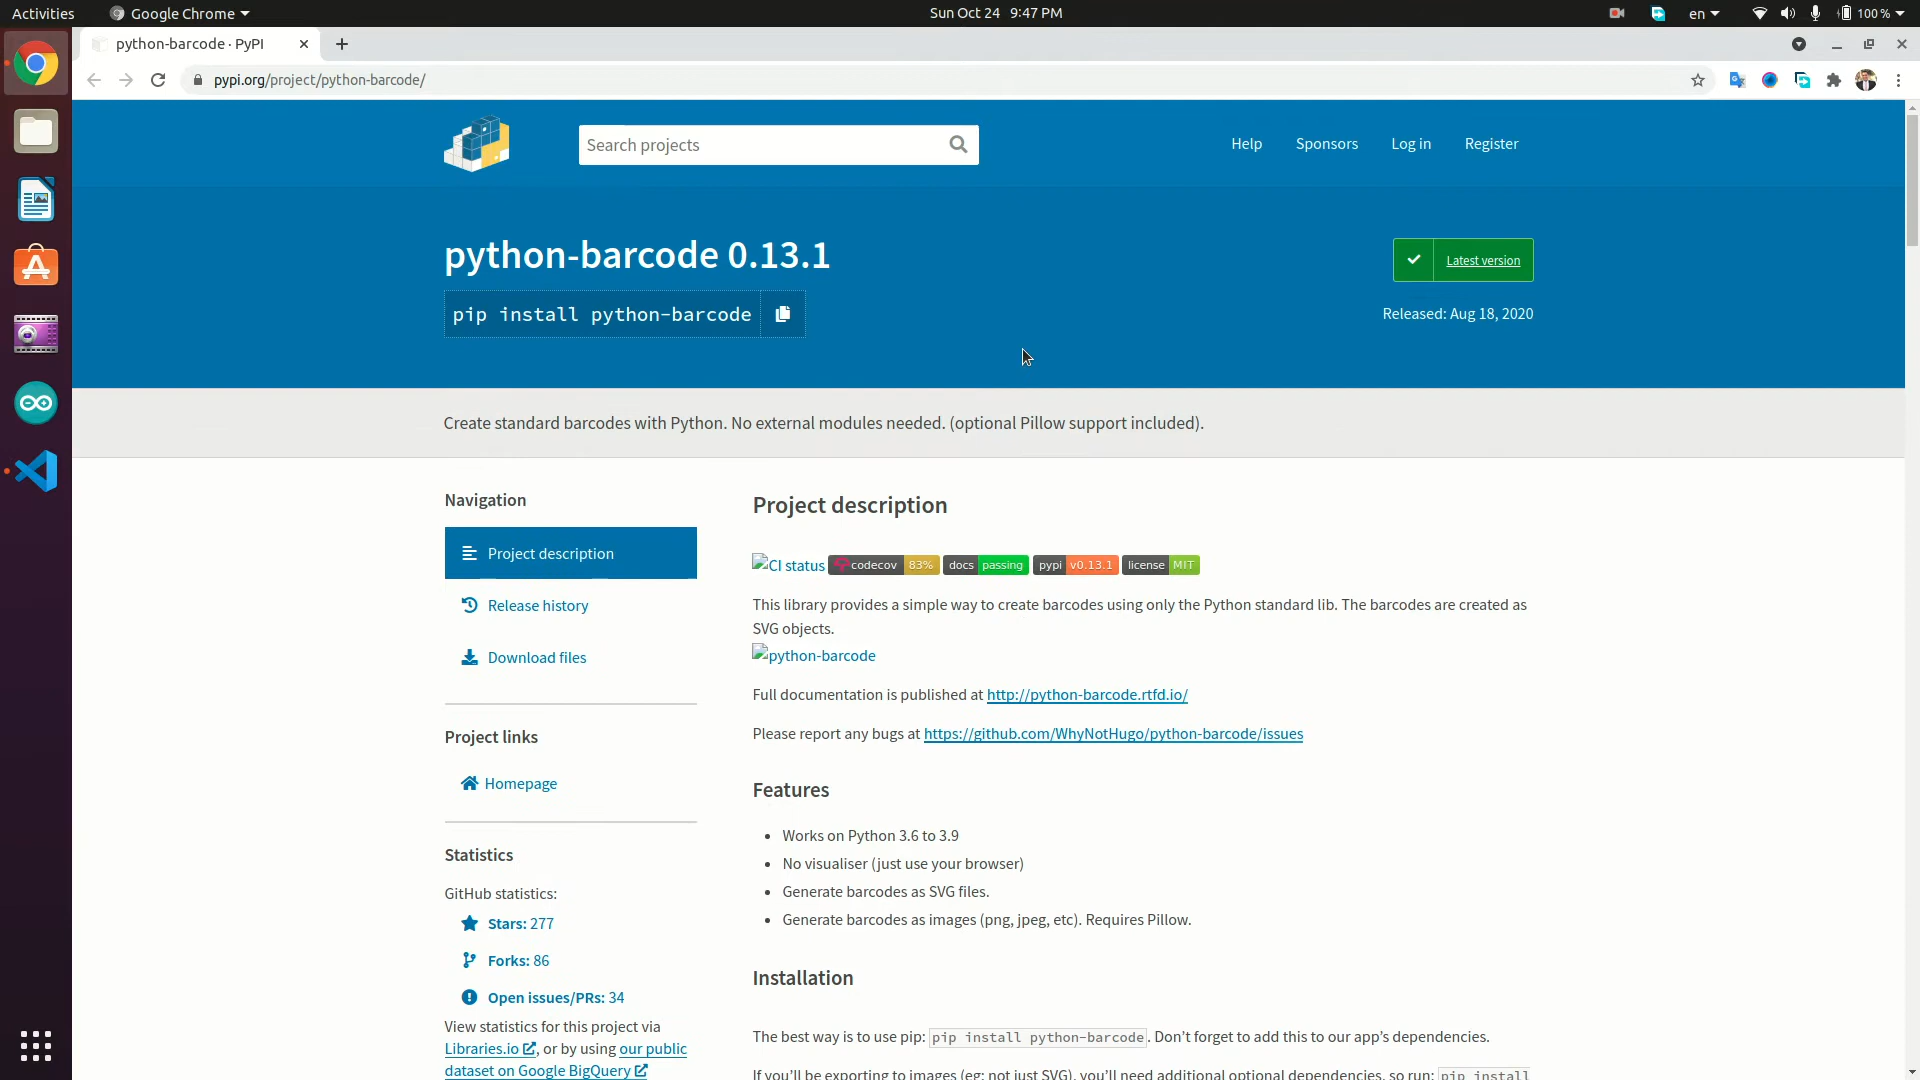 Activities
Google Chrome
Sun Oct 24 9:47 PM
en
100 %
python-barcode · PyPI
pypi.org/project/python-barcode/
Search projects
Help
Sponsors
Log in
Register
python-barcode 0.13.1
Latest version
pip install python-barcode
Released: Aug 18, 2020
Create standard barcodes with Python. No external modules needed. (optional Pillow support included).
Navigation
Project description
Release history
Download files
Project links
Homepage
Statistics
GitHub statistics:
Stars: 277
Forks: 86
Open issues/PRs: 34
View statistics for this project via
Libraries.io, or by using our public
dataset on Google BigQuery
Project description
CI status codecov 83% docs passing pypi v0.13.1 license MIT
This library provides a simple way to create barcodes using only the Python standard lib. The barcodes are created as
SVG objects.
python-barcode
Full documentation is published at http://python-barcode.rtfd.io/
Please report any bugs at https://github.com/WhyNotHugo/python-barcode/issues
Features
• Works on Python 3.6 to 3.9
• No visualiser (just use your browser)
• Generate barcodes as SVG files.
• Generate barcodes as images (png, jpeg, etc). Requires Pillow.
Installation
The best way is to use pip: pip install python-barcode. Don't forget to add this to our app's dependencies.
If you'll be exporting to images (eg: not just SVG), you'll need additional optional dependencies, so run: pip install